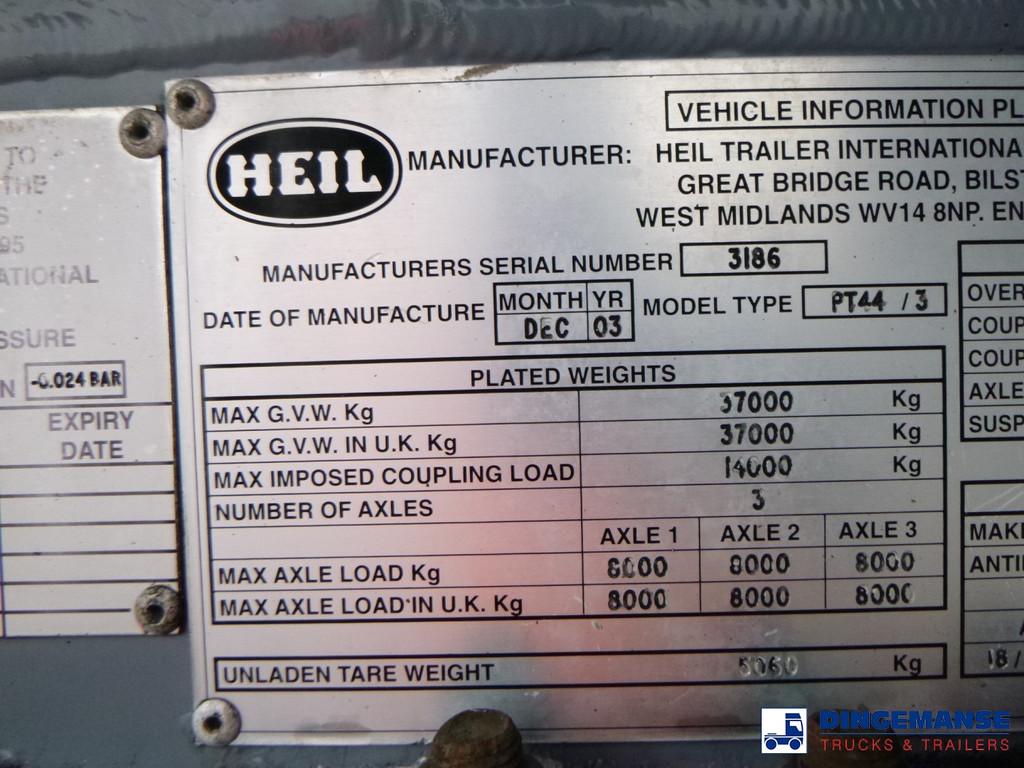 TO
THE
S
95
ATIONAL
SSURE
N -0.024 BAR
EXPIRY
DATE
HEIL
VEHICLE INFORMATION PL
MANUFACTURER: HEIL TRAILER INTERNATIONA
GREAT BRIDGE ROAD, BILST
WEST MIDLANDS WV14 8NP. EN
MANUFACTURERS SERIAL NUMBER 3186
DATE OF MANUFACTURE MONTH YR MODEL TYPE PT44 / 3
DEC 03
PLATED WEIGHTS
MAX G.V.W. Kg 37000 Kg
MAX G.V.W. IN U.K. Kg 37000 Kg
MAX IMPOSED COUPLING LOAD 14000 Kg
NUMBER OF AXLES 3
AXLE 1 AXLE 2 AXLE 3
MAX AXLE LOAD Kg 8000 8000 8000
MAX AXLE LOAD IN U.K. Kg 8000 8000 8000
UNLADEN TARE WEIGHT Kg
OVER
COUP
COUP
AXLE
SUSP
MAK
ANTI
18 /
DINGEMANSE
TRUCKS & TRAILERS